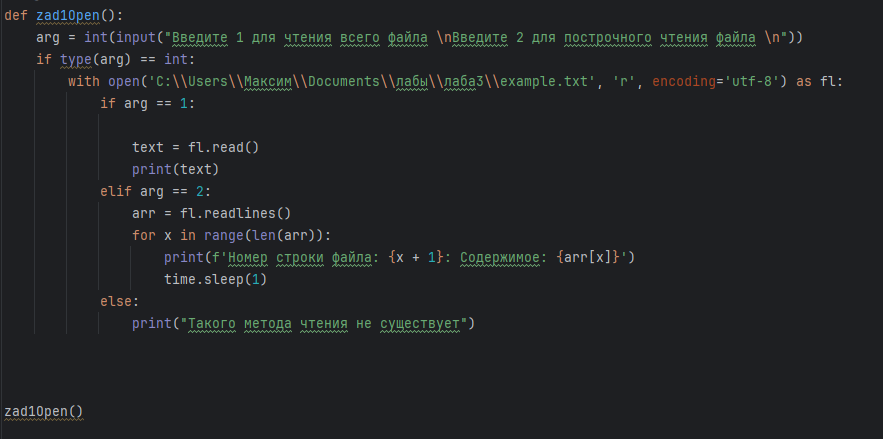 def zad1Open():
    arg = int(input("Введите 1 для чтения всего файла \nВведите 2 для построчного чтения файла \n"))
    if type(arg) == int:
        with open('C:\\Users\\Максим\\Documents\\лабы\\лаба3\\example.txt', 'r', encoding='utf-8') as fl:
            if arg == 1:
                text = fl.read()
                print(text)
            elif arg == 2:
                arr = fl.readlines()
                for x in range(len(arr)):
                    print(f'Номер строки файла: {x + 1}: Содержимое: {arr[x]}')
                    time.sleep(1)
            else:
                print("Такого метода чтения не существует")
zad1Open()